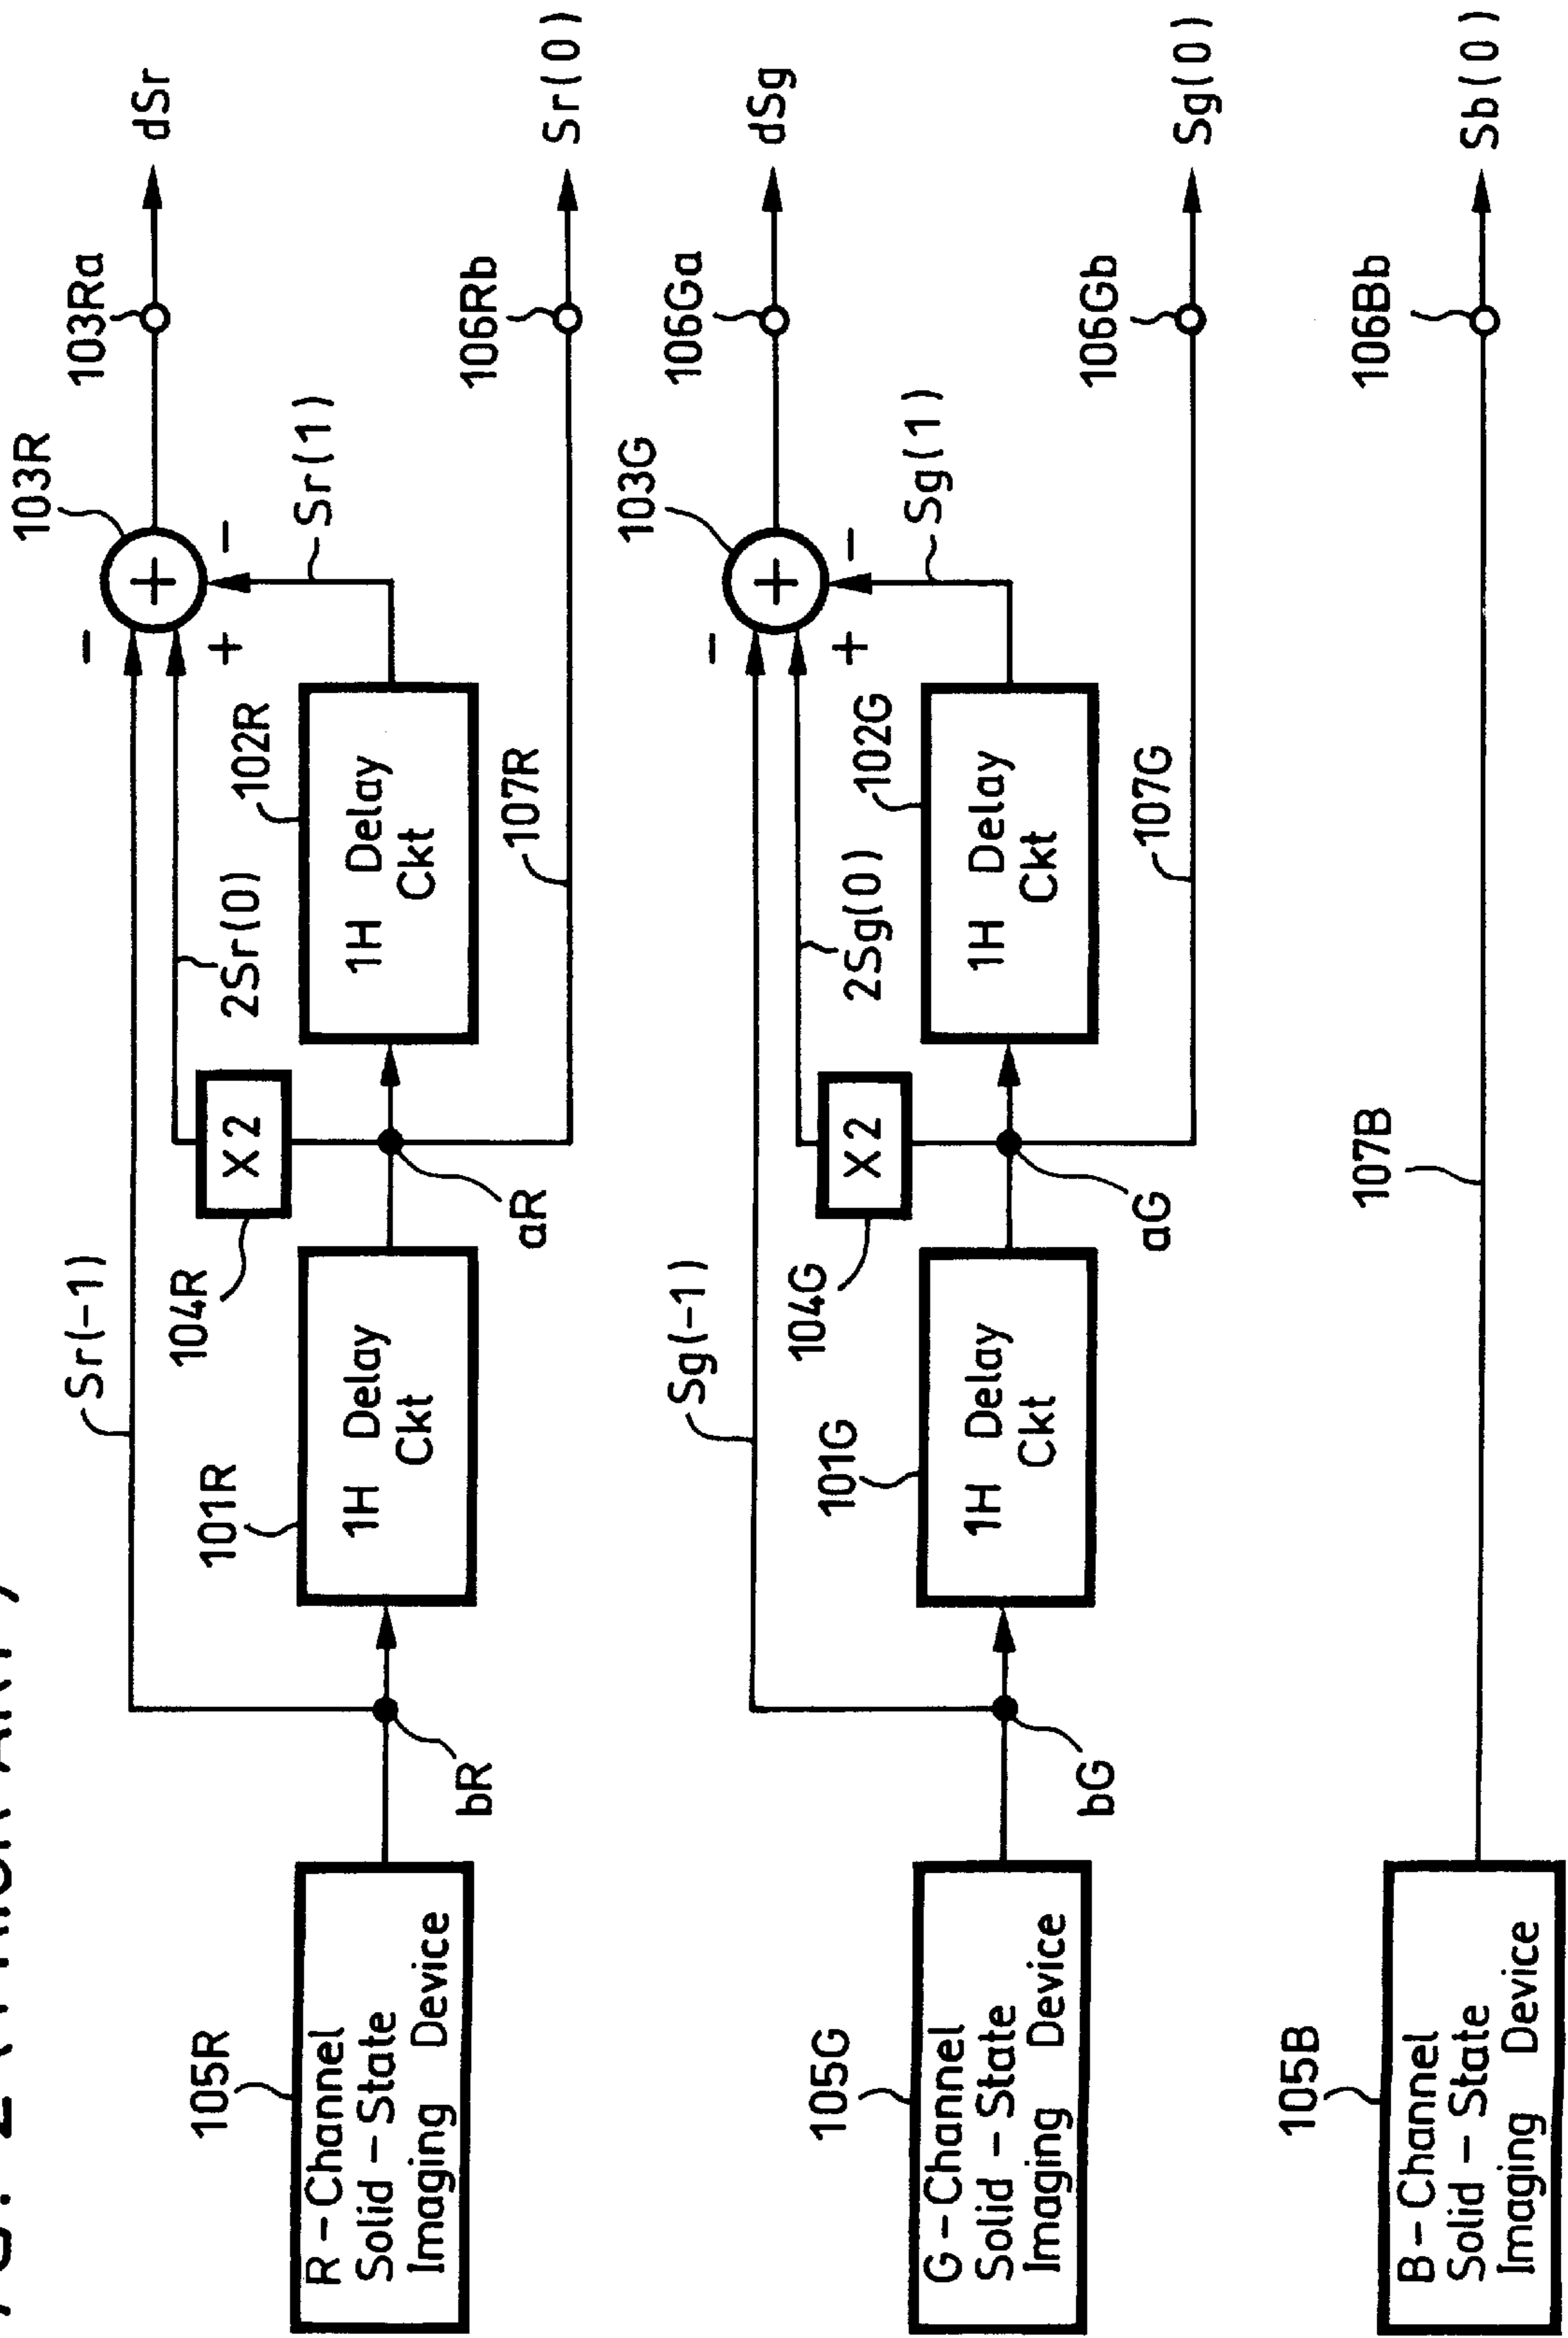 103R
103Ra
dSr
Sr(-1)
104R
X 2
2Sr(0)
102R
Sr(1)
101R
1H Delay
Ckt
1H Delay
Ckt
105R
R-Channel
Solid-State
Imaging Device
bR
aR
107R
106Rb
Sr(0)
103G
106Ga
dSg
Sg(-1)
104G
X 2
2Sg(0)
102G
Sg(1)
101G
1H Delay
Ckt
1H Delay
Ckt
105G
G-Channel
Solid-State
Imaging Device
bG
aG
107G
106Gb
Sg(0)
105B
B-Channel
Solid-State
Imaging Device
107B
106Bb
Sb(0)